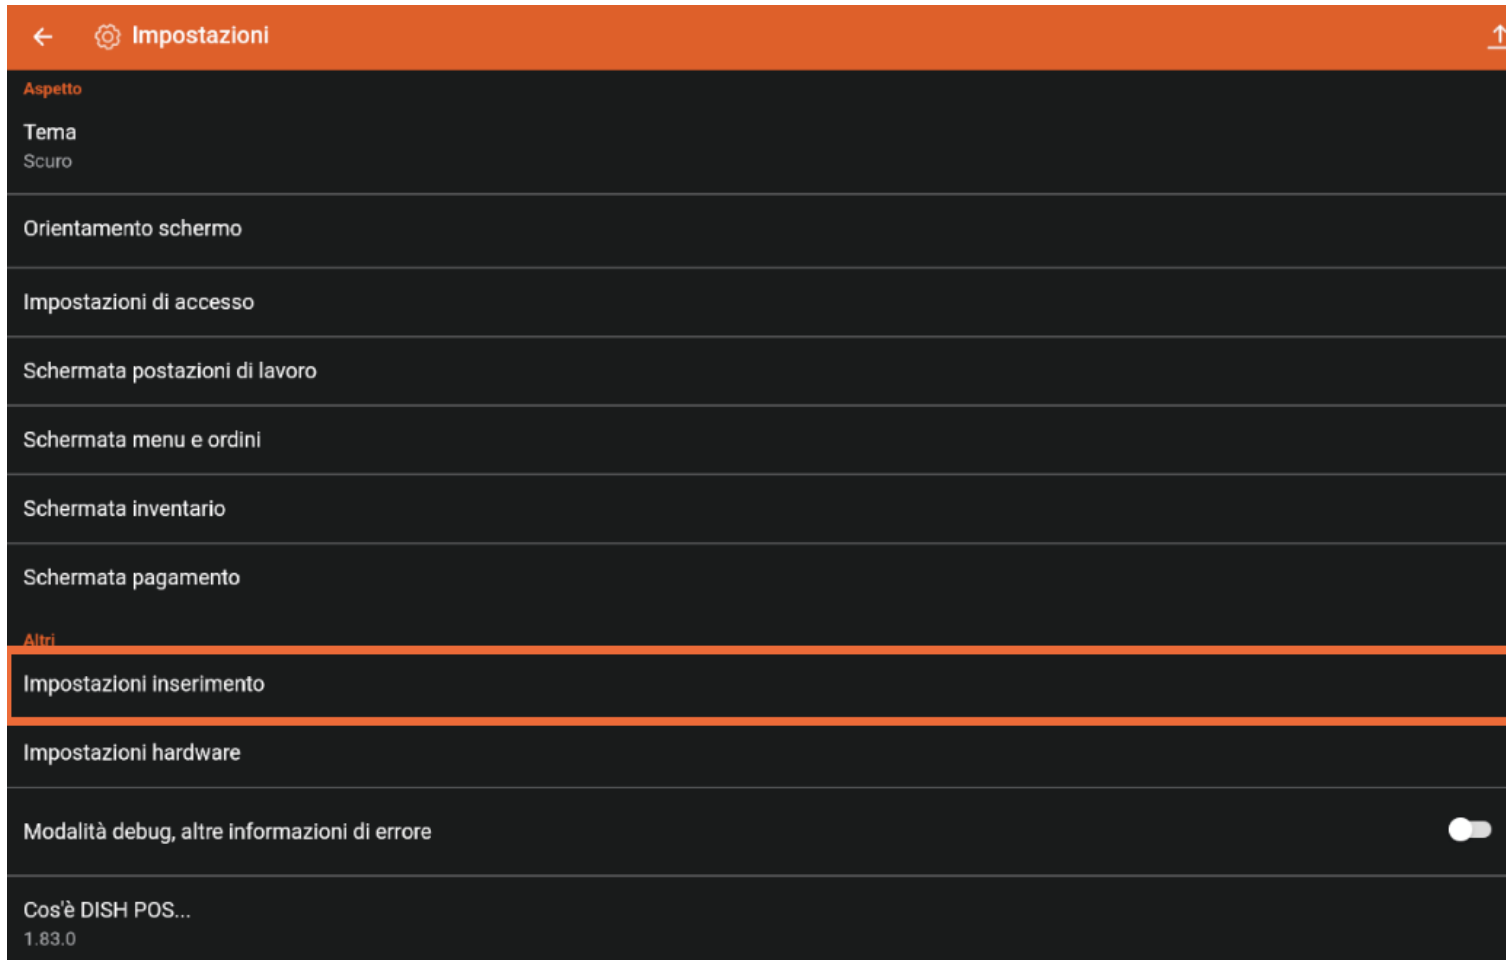 Impostazioni
Aspetto
Tema
Scuro
Orientamento schermo
Impostazioni di accesso
Schermata postazioni di lavoro
Schermata menu e ordini
Schermata inventario
Schermata pagamento
Altri
Impostazioni inserimento
Impostazioni hardware
Modalità debug, altre informazioni di errore
Cos'è DISH POS...
1.83.0